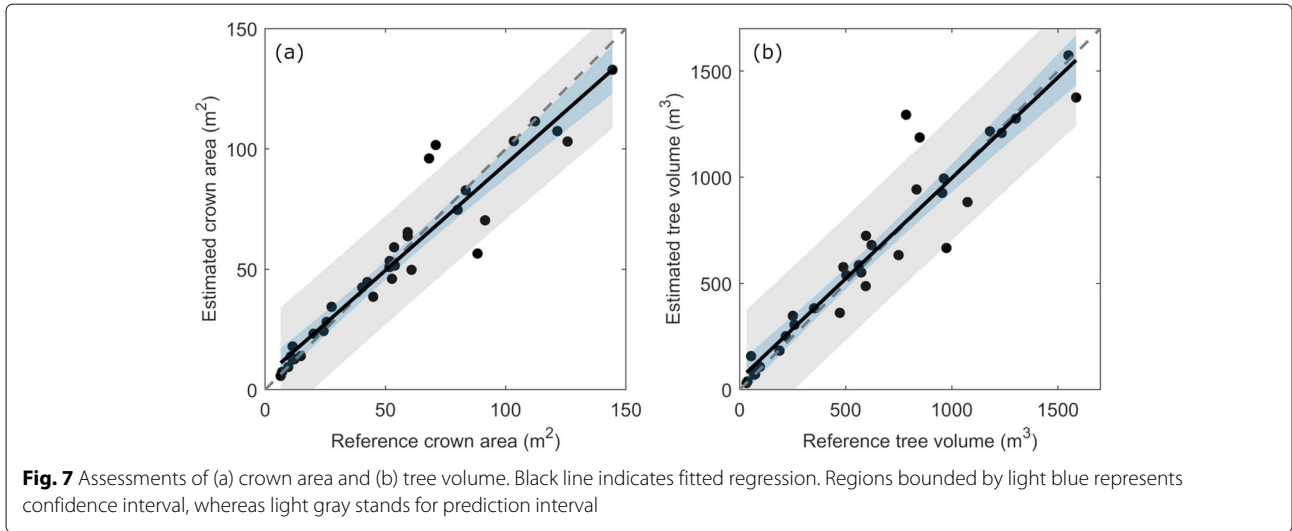 (a)
150
100
50
0
Estimated crown area (m²)
0 50 100 150
Reference crown area (m²)
(b)
1500
1000
500
0
Estimated tree volume (m³)
0 500 1000 1500
Reference tree volume (m³)
Fig. 7 Assessments of (a) crown area and (b) tree volume. Black line indicates fitted regression. Regions bounded by light blue represents
confidence interval, whereas light gray stands for prediction interval